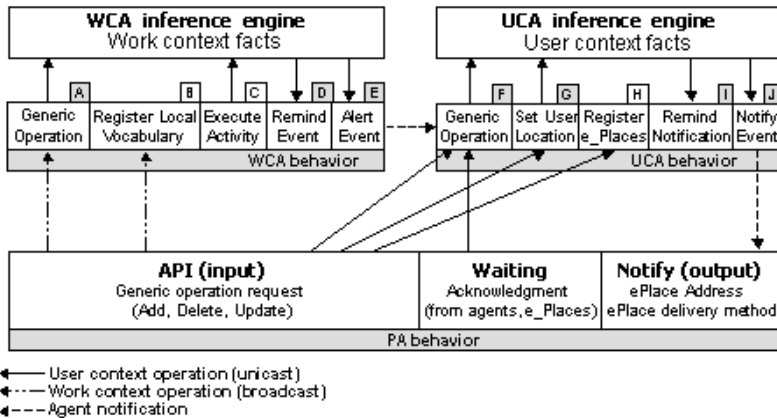 WCA inference engine
Work context facts
UCA inference engine
User context facts
A
B
C
D
E
F
G
H
I
J
Generic
Operation
Register Local
Vocabulary
Execute
Activity
Remind
Event
Alert
Event
Generic
Operation
Set User
Location
Register
e_Places
Remind
Notification
Notify
Event
WCA behavior
UCA behavior
API (input)
Generic operation request
(Add, Delete, Update)
Waiting
Acknowledgment
(from agents,e_Places)
Notify (output)
ePlace Address
ePlace delivery method
PA behavior
User context operation (unicast)
Work context operation (broadcast)
Agent notification